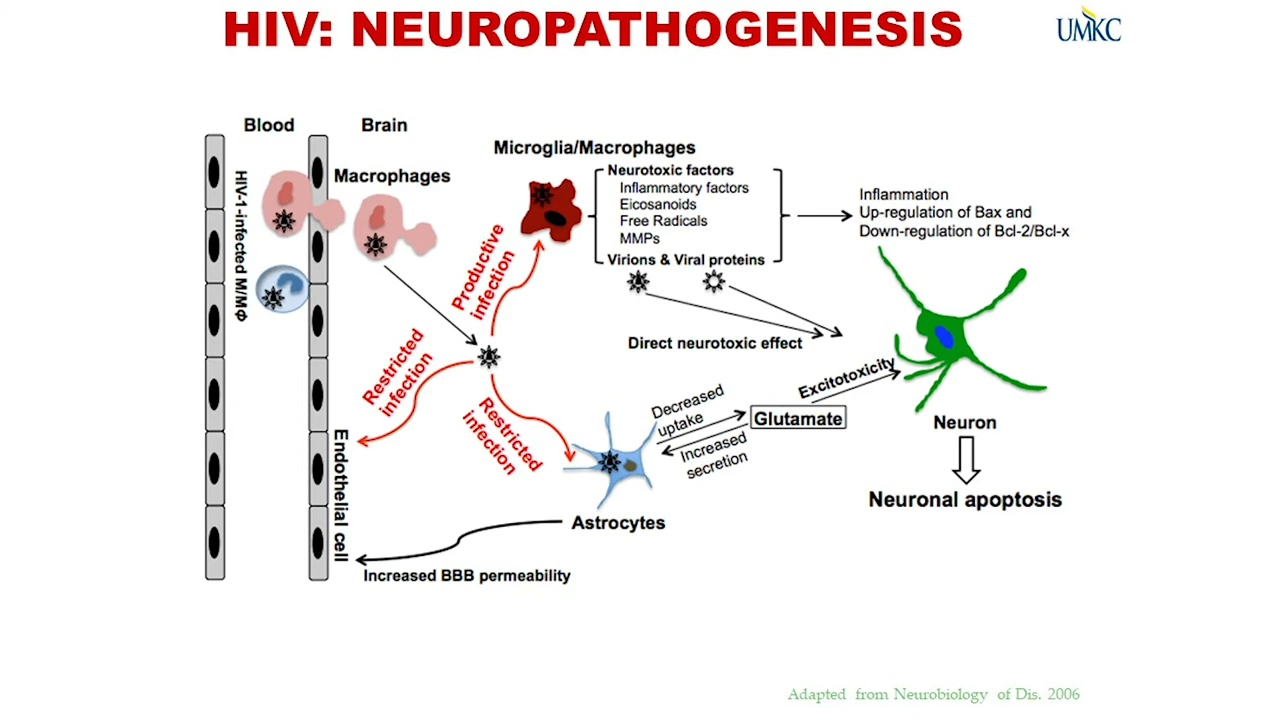 HIV: NEUROPATHOGENESIS
UMKC
Blood
Brain
HIV-1-infected M/MΦ
Macrophages
Microglia/Macrophages
Neurotoxic factors
Inflammatory factors
Eicosanoids
Free Radicals
MMPs
Virions & Viral proteins
Inflammation
Up-regulation of Bax and
Down-regulation of Bcl-2/Bcl-x
Productive
infection
Restricted
infection
Restricted
infection
Direct neurotoxic effect
Decreased
uptake
Increased
secretion
Glutamate
Excitotoxicity
Neuron
Neuronal apoptosis
Endothelial cell
Astrocytes
Increased BBB permeability
Adapted from Neurobiology of Dis. 2006